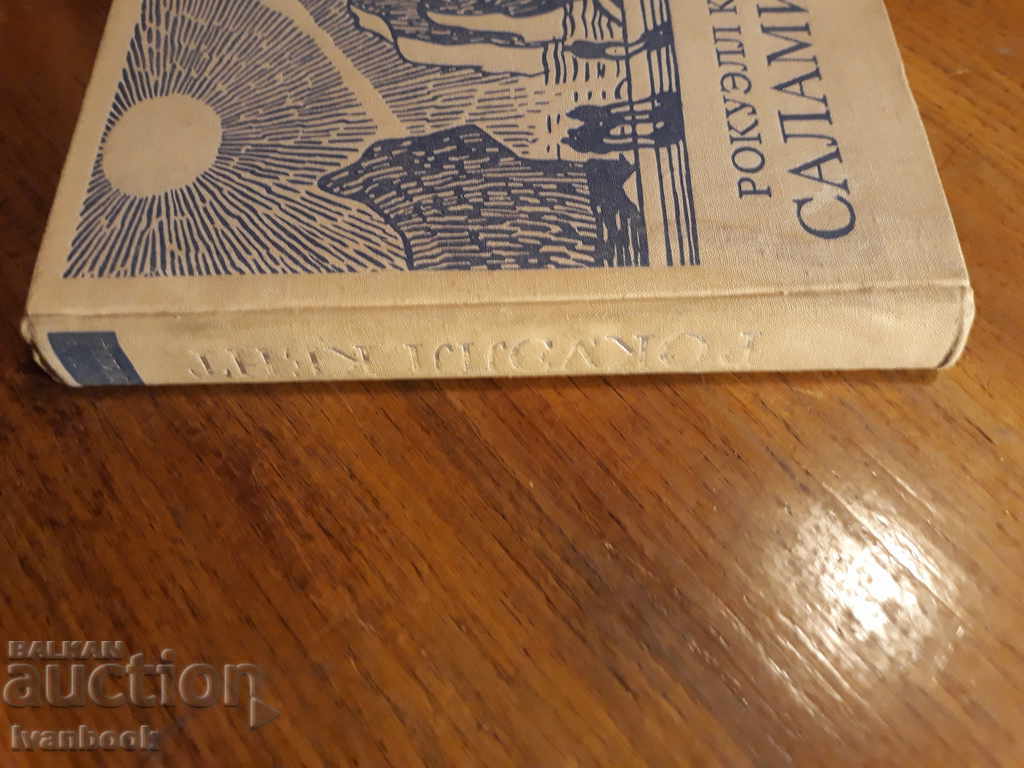 РОКУЭЛЛ К
САЛАМИ
РОКУЭЛЛ КЕНТ
BALKAN
auction
Ivanbook